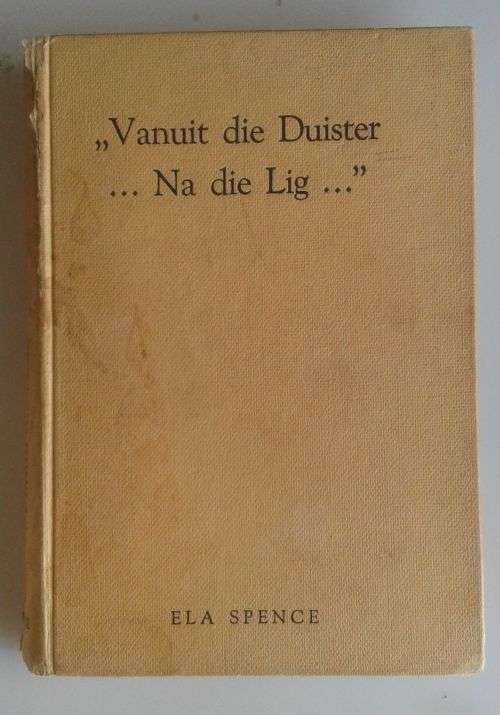 „Vanuit die Duister
... Na die Lig ...”
ELA SPENCE